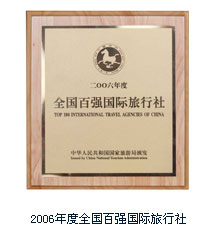 二〇〇六年度
全国百强国际旅行社
TOP 100 INTERNATIONAL TRAVEL AGENCIES OF CHINA
中华人民共和国国家旅游局颁发
Issued by China National Tourism Administration
2006年度全国百强国际旅行社